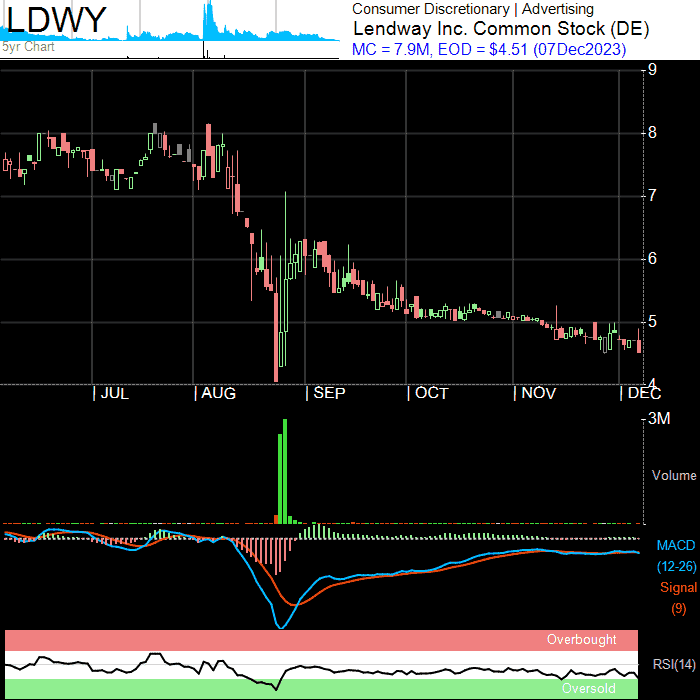 LDWY
5yr Chart
Consumer Discretionary | Advertising
Lendway Inc. Common Stock (DE)
MC = 7.9M, EOD = $4.51 (07Dec2023)
9
8
7
6
5
4
JUL AUG SEP OCT NOV DEC
3M
Volume
MACD
(12-26)
Signal
(9)
Overbought
RSI(14)
Oversold